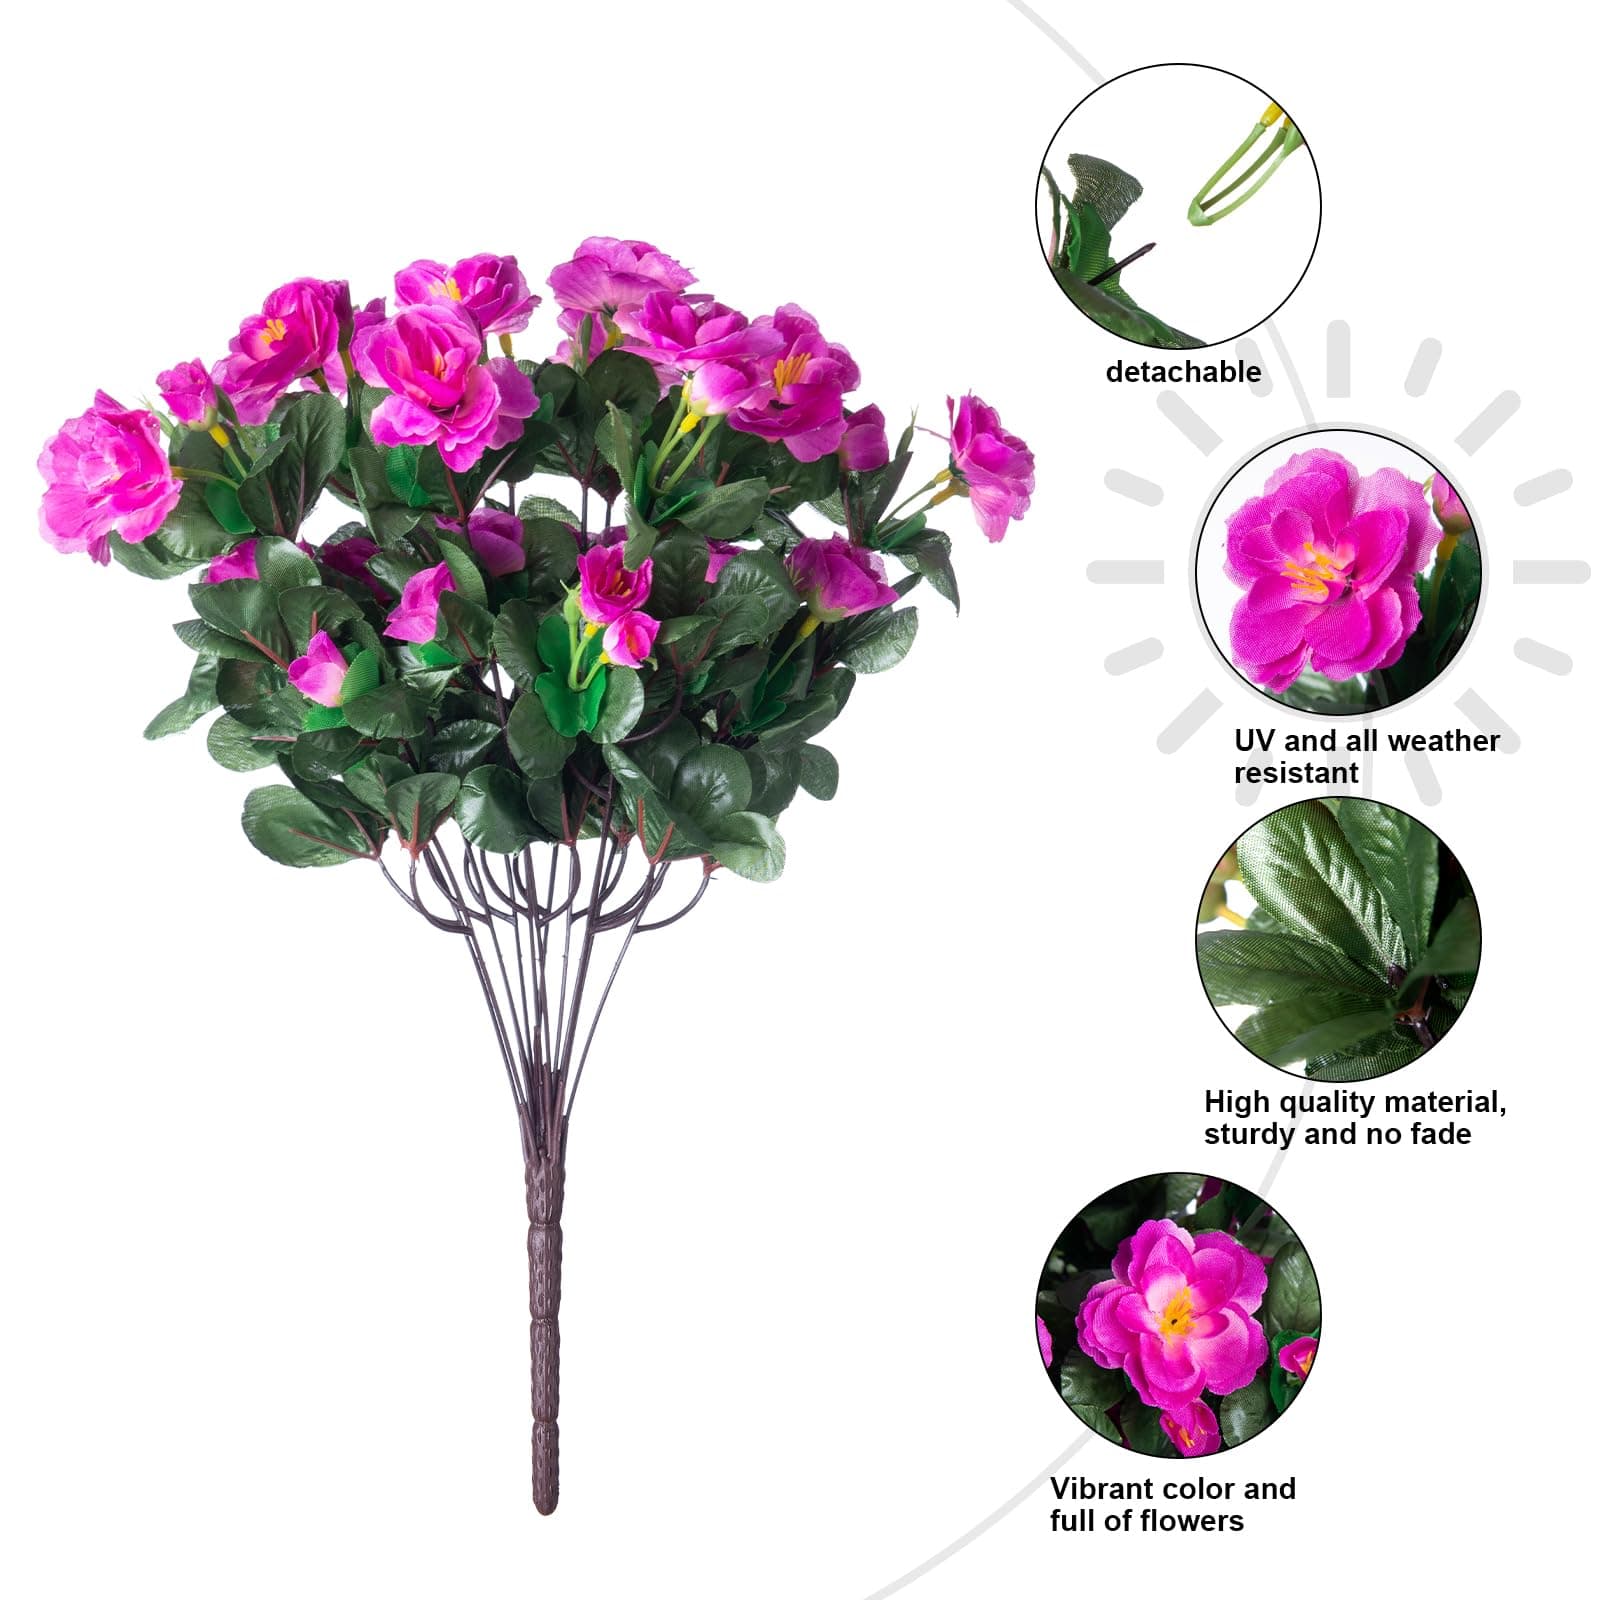 detachable
UV and all weather
resistant
High quality material,
sturdy and no fade
Vibrant color and
full of flowers